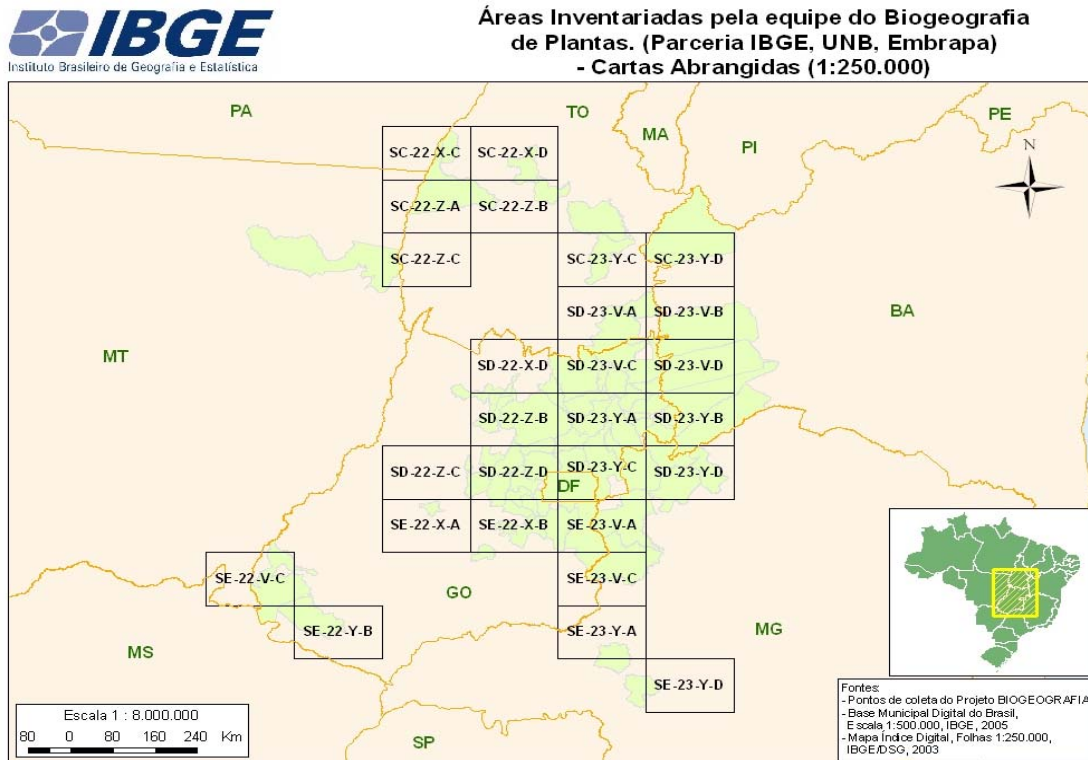 IBGE
Instituto Brasileiro de Geografia e Estatística
Áreas Inventariadas pela equipe do Biogeografia
de Plantas. (Parceria IBGE, UNB, Embrapa)
- Cartas Abrangidas (1:250.000)
PA
TO
MA
PI
PE
N
SC-22-X-C
SC-22-X-D
SC-22-Z-A
SC-22-Z-B
SC-22-Z-C
SC-23-Y-C
SC-23-Y-D
SD-23-V-A
SD-23-V-B
BA
MT
SD-22-X-D
SD-23-V-C
SD-23-V-D
SD-22-Z-B
SD-23-Y-A
SD-23-Y-B
SD-22-Z-C
SD-22-Z-D
SD-23-Y-C
SD-23-Y-D
DF
SE-22-X-A
SE-22-X-B
SE-23-V-A
SE-22-V-C
GO
SE-23-V-C
SE-22-Y-B
SE-23-Y-A
MG
MS
SE-23-Y-D
SP
Escala 1 : 8.000.000
80 0 80 160 240 Km
Fontes:
- Pontos de coleta do Projeto BIOGEOGRAFIA
- Base Municipal Digital do Brasil,
Escala 1:500.000, IBGE, 2005
- Mapa Índice Digital, Folhas 1:250.000,
IBGE/DSG, 2003